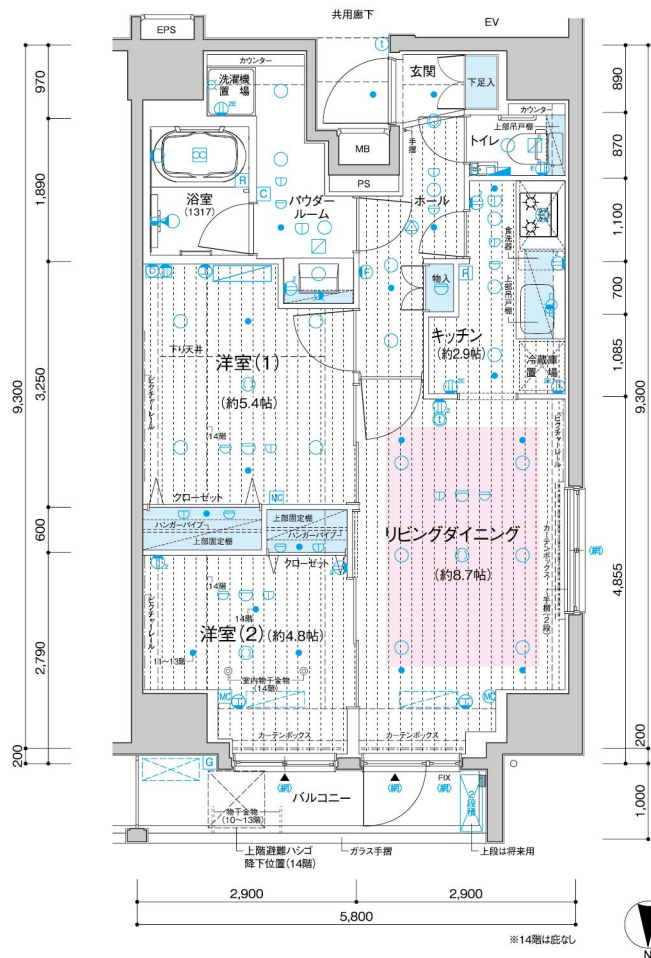 共用廊下
EPS
EV
カウンター
洗濯機
置場
2E
玄関
下足入
カウンター
上部吊戸棚
トイレ
手摺
MB
PS
浴室
(1317)
R
C
パウダー
ルーム
ホール
食洗器
上部吊戸棚
F
物入
P
キッチン
(約2.9帖)
冷蔵庫
置場
2E
2E
下り天井
洋室(1)
(約5.4帖)
ピクチャーレール
14階
クローゼット
MC
ハンガーパイプ
上部固定棚
上部固定棚
ハンガーパイプ
クローゼット
t
t
2
2
2
2
リビングダイニング
(約8.7帖)
ピクチャーレール
カーテンボックス
手摺(2段)
〈網〉
14階
14階
洋室(2)(約4.8帖)
ピクチャーレール
11〜13階
室内物干金物
(14階)
MC
MC
カーテンボックス
カーテンボックス
G
〈網〉
〈網〉
FIX
バルコニー
2段積
物干金物
(10〜13階)
上階避難ハシゴ
降下位置(14階)
ガラス手摺
上段は将来用
970
1,890
3,250
600
2,790
200
9,300
890
870
1,100
700
1,085
4,855
200
1,000
9,300
2,900
2,900
5,800
※14階は庇なし
N